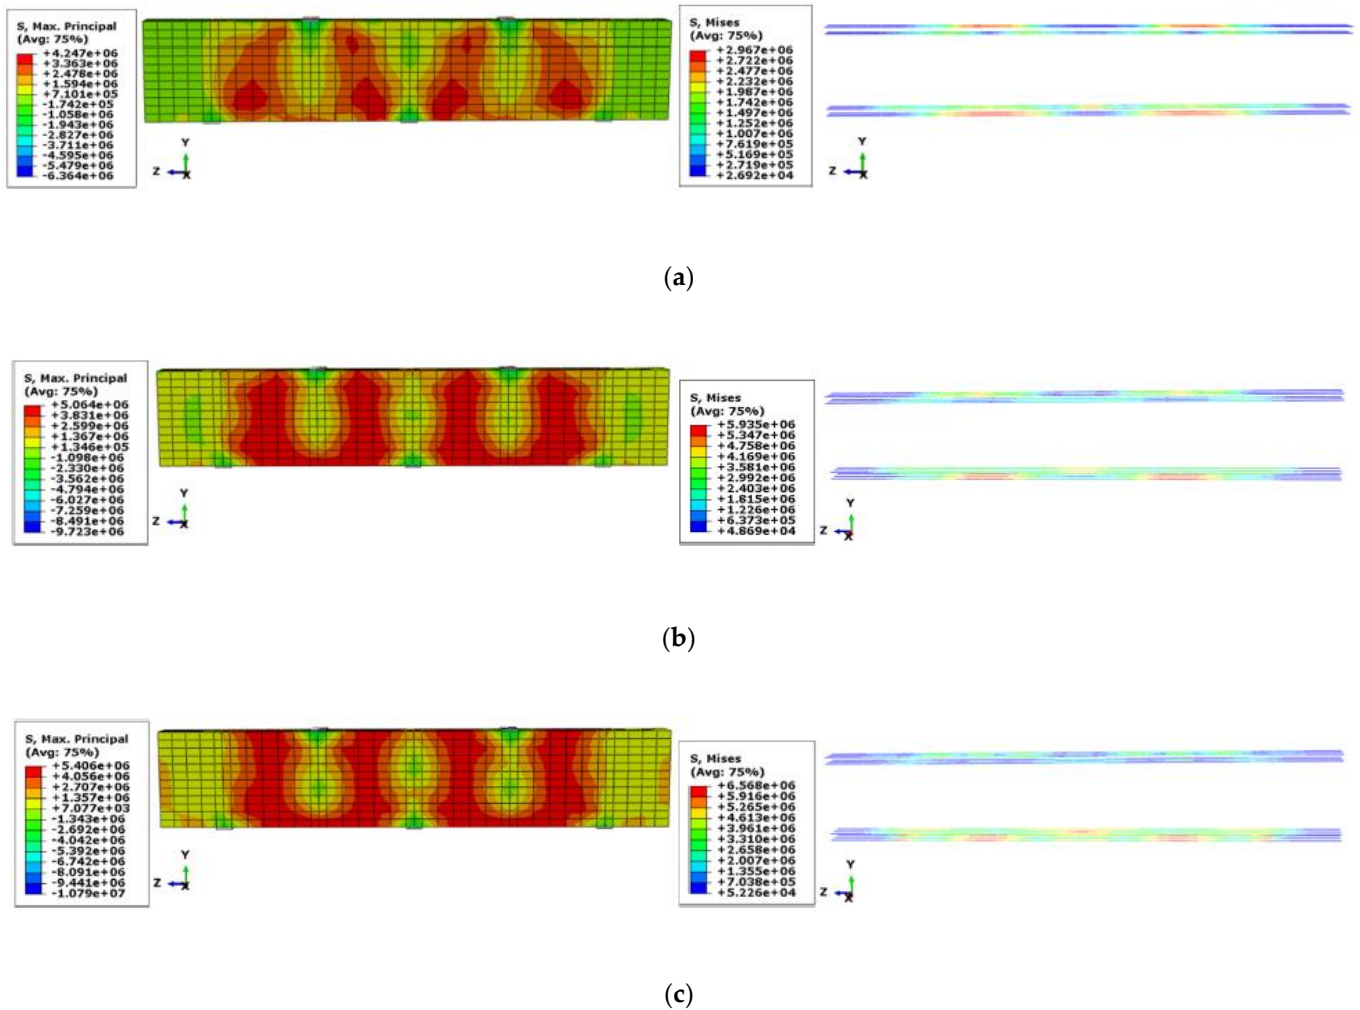 S, Max. Principal
(Avg: 75%)
+4.247e+06
+3.363e+06
+2.478e+06
+1.594e+06
+7.101e+05
-1.742e+05
-1.058e+06
-1.943e+06
-2.827e+06
-3.711e+06
-4.595e+06
-5.479e+06
-6.364e+06
Y
Z
X
S, Mises
(Avg: 75%)
+2.967e+06
+2.722e+06
+2.477e+06
+2.232e+06
+1.987e+06
+1.742e+06
+1.497e+06
+1.252e+06
+1.007e+06
+7.619e+05
+5.169e+05
+2.719e+05
+2.692e+04
Y
Z
X
(a)
S, Max. Principal
(Avg: 75%)
+5.064e+06
+3.831e+06
+2.599e+06
+1.367e+06
+1.346e+05
-1.098e+06
-2.330e+06
-3.562e+06
-4.794e+06
-6.027e+06
-7.259e+06
-8.491e+06
-9.723e+06
Y
Z
X
S, Mises
(Avg: 75%)
+5.935e+06
+5.347e+06
+4.758e+06
+4.169e+06
+3.581e+06
+2.992e+06
+2.403e+06
+1.815e+06
+1.226e+06
+6.373e+05
+4.869e+04
Y
Z
X
(b)
S, Max. Principal
(Avg: 75%)
+5.406e+06
+4.056e+06
+2.707e+06
+1.357e+06
+7.077e+03
-1.343e+06
-2.692e+06
-4.042e+06
-5.392e+06
-6.742e+06
-8.091e+06
-9.441e+06
-1.079e+07
Y
Z
X
S, Mises
(Avg: 75%)
+6.568e+06
+5.916e+06
+5.265e+06
+4.613e+06
+3.961e+06
+3.310e+06
+2.658e+06
+2.007e+06
+1.355e+06
+7.038e+05
+5.226e+04
Y
Z
X
(c)